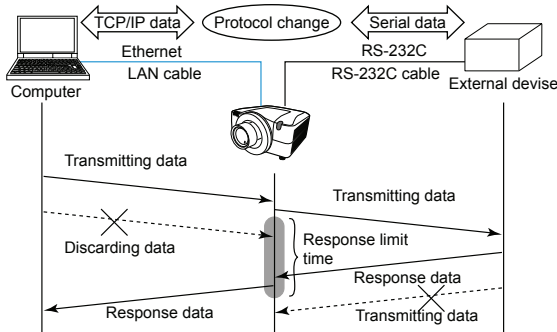 TCP/IP data
Protocol change
Serial data
Ethernet
LAN cable
RS-232C
RS-232C cable
Computer
External devise
Transmitting data
Transmitting data
Discarding data
Response limit
time
Response data
Response data
Transmitting data